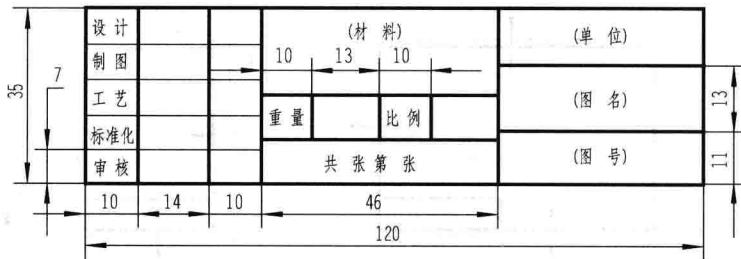 设计
(材料)
(单位)
10 13 10
制图
7
35
工艺
(图名)
13
重量 比例
标准化
审核
共 张 第 张
(图号)
11
10 14 10 46
120